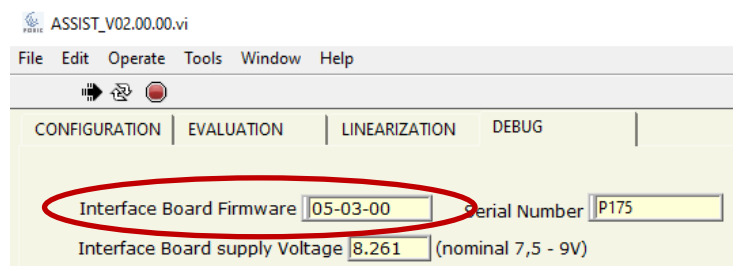 ASSIST_V02.00.00.vi
File Edit Operate Tools Window Help
CONFIGURATION EVALUATION LINEARIZATION DEBUG
Interface Board Firmware 05-03-00 Serial Number P175
Interface Board supply Voltage 8.261 (nominal 7,5 - 9V)